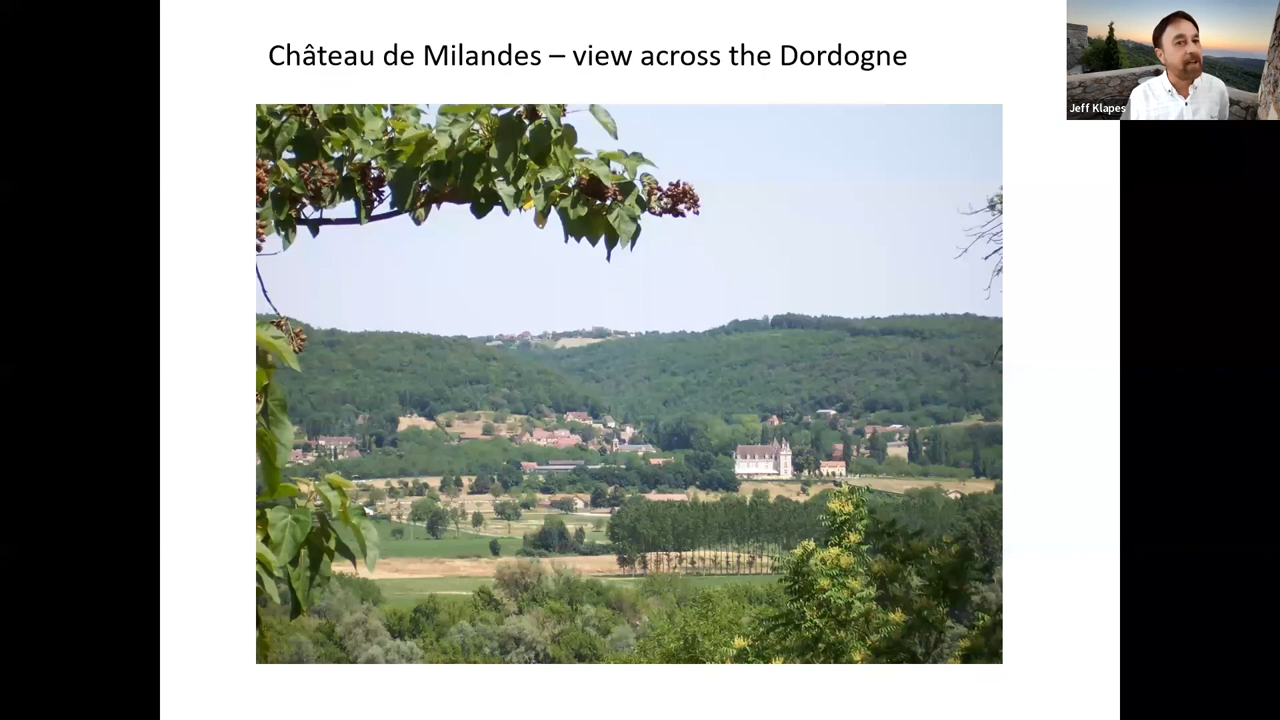 Château de Milandes – view across the Dordogne
Jeff Klapes